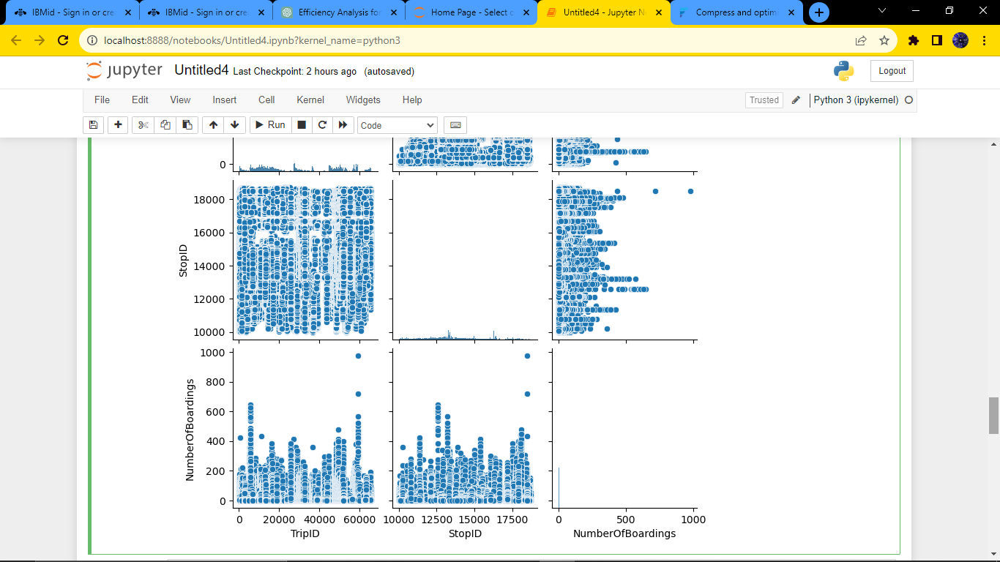 IBMid - Sign in or cre
IBMid - Sign in or cre
Efficiency Analysis for
Home Page - Select o
Untitled4 - Jupyter N
Compress and optim
localhost:8888/notebooks/Untitled4.ipynb?kernel_name=python3
jupyter Untitled4 Last Checkpoint: 2 hours ago (autosaved)
Logout
File Edit View Insert Cell Kernel Widgets Help
Trusted
Python 3 (ipykernel)
Run
Code
0
18000
16000
14000
12000
10000
StopID
1000
800
600
400
200
0
NumberOfBoardings
0 20000 40000 60000
10000 12500 15000 17500
0 500 1000
TripID
StopID
NumberOfBoardings